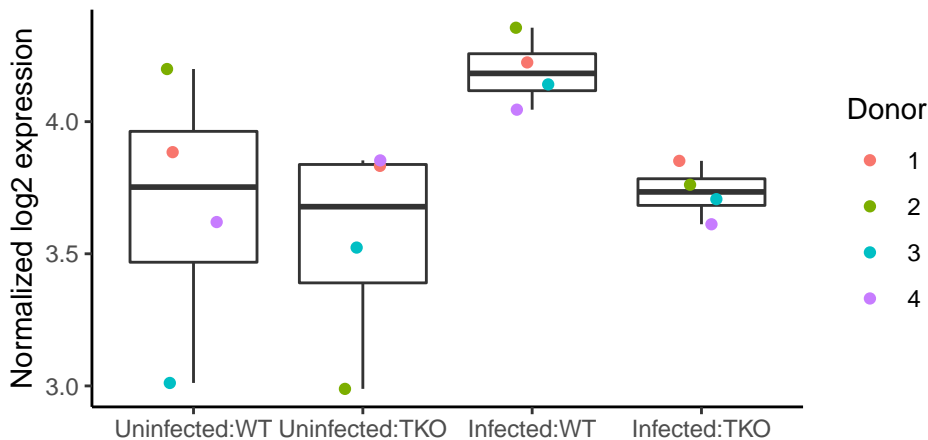 Normalized log2 expression
4.0
3.5
3.0
Uninfected:WT
Uninfected:TKO
Infected:WT
Infected:TKO
Donor
1
2
3
4